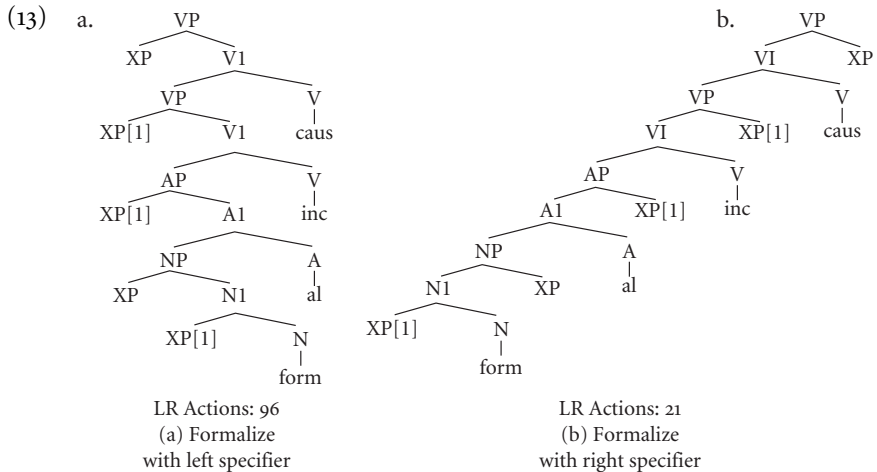 (13) a. VP b. VP
XP V1 VI XP
VP V VP V
XP[1] V1 caus VI XP[1] caus
AP V AP V
XP[1] A1 inc A1 XP[1] inc
NP A NP A
XP N1 al N1 XP al
XP[1] N XP[1] N
form form
LR Actions: 96 LR Actions: 21
(a) Formalize (b) Formalize
with left specifier with right specifier